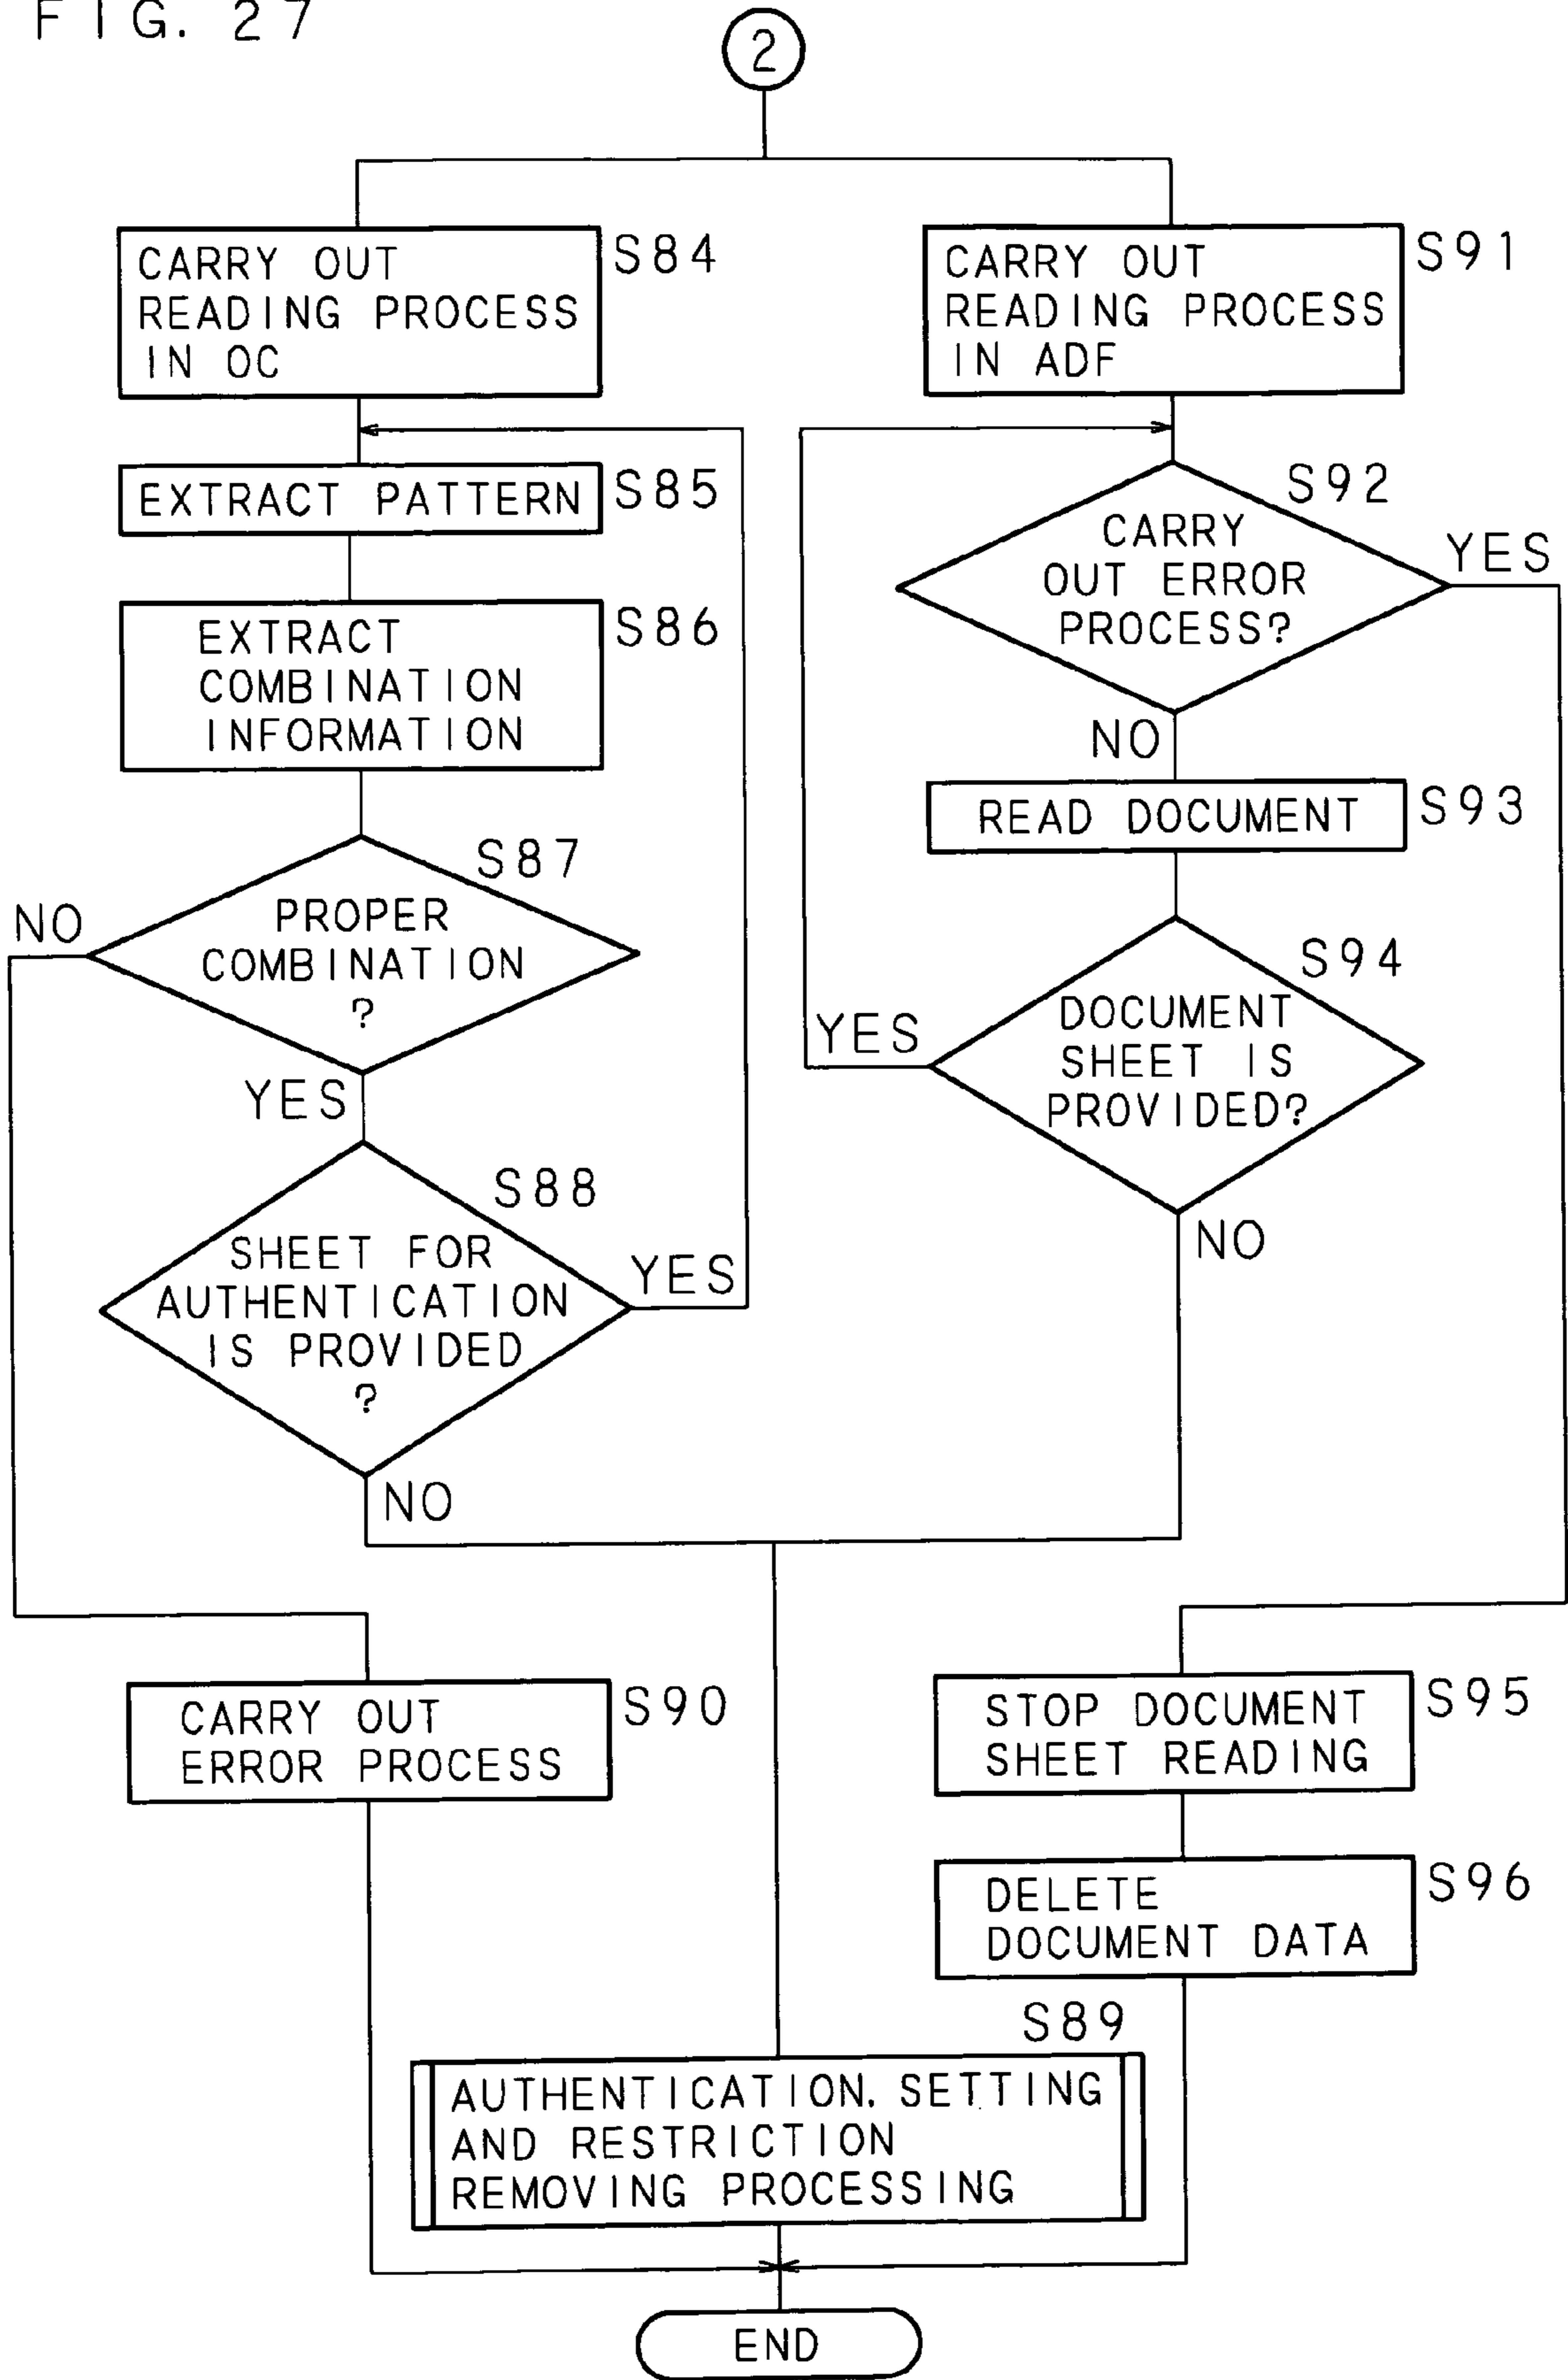 FIG. 27
2
CARRY OUT
READING PROCESS
IN OC
S84
EXTRACT PATTERN
S85
EXTRACT
COMBINATION
INFORMATION
S86
S87
PROPER
COMBINATION
?
NO
YES
S88
SHEET FOR
AUTHENTICATION
IS PROVIDED
?
YES
NO
CARRY OUT
READING PROCESS
IN ADF
S91
S92
CARRY
OUT ERROR
PROCESS?
YES
NO
READ DOCUMENT
S93
S94
DOCUMENT
SHEET IS
PROVIDED?
YES
NO
CARRY OUT
ERROR PROCESS
S90
STOP DOCUMENT
SHEET READING
S95
DELETE
DOCUMENT DATA
S96
S89
AUTHENTICATION. SETTING
AND RESTRICTION
REMOVING PROCESSING
END